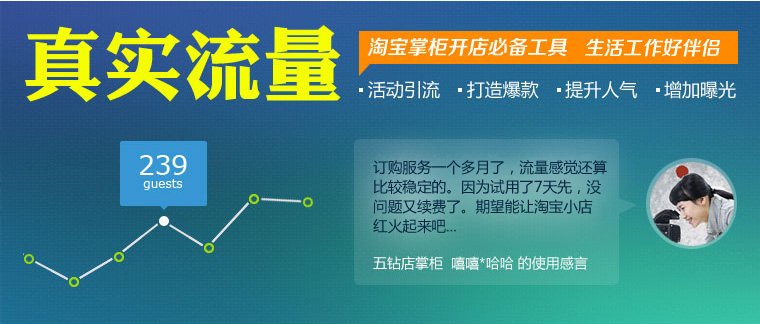 真实流量
淘宝掌柜开店必备工具 生活工作好伴侣
活动引流 打造爆款 提升人气 增加曝光
239
guests
订购服务一个多月了，流量感觉还算
比较稳定的。因为试用了7天先，没
问题又续费了。期望能让淘宝小店
红火起来吧...
五钻店掌柜 嘻嘻*哈哈 的使用感言